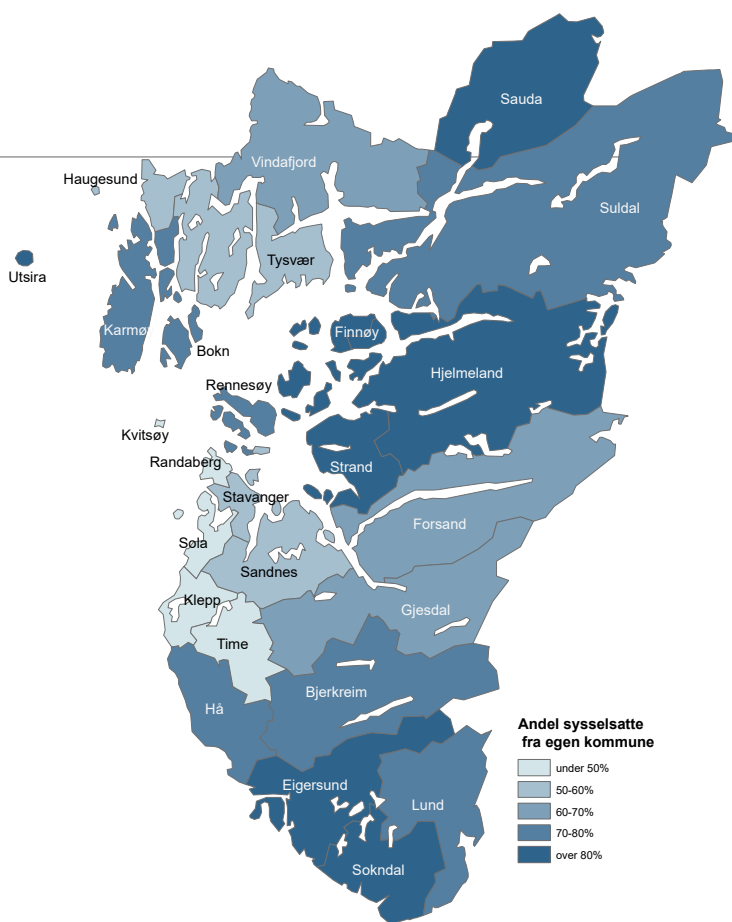 Sauda
Vindafjord
Haugesund
Suldal
Tysvær
Utsira
Karmøy
Finnøy
Bokn
Hjelmeland
Rennesøy
Kvitsøy
Randaberg
Strand
Stavanger
Forsand
Søla
Sandnes
Klepp
Gjesdal
Time
Bjerkreim
Hå
Andel sysselsatte
fra egen kommune
under 50%
50-60%
60-70%
70-80%
over 80%
Eigersund
Lund
Sokndal